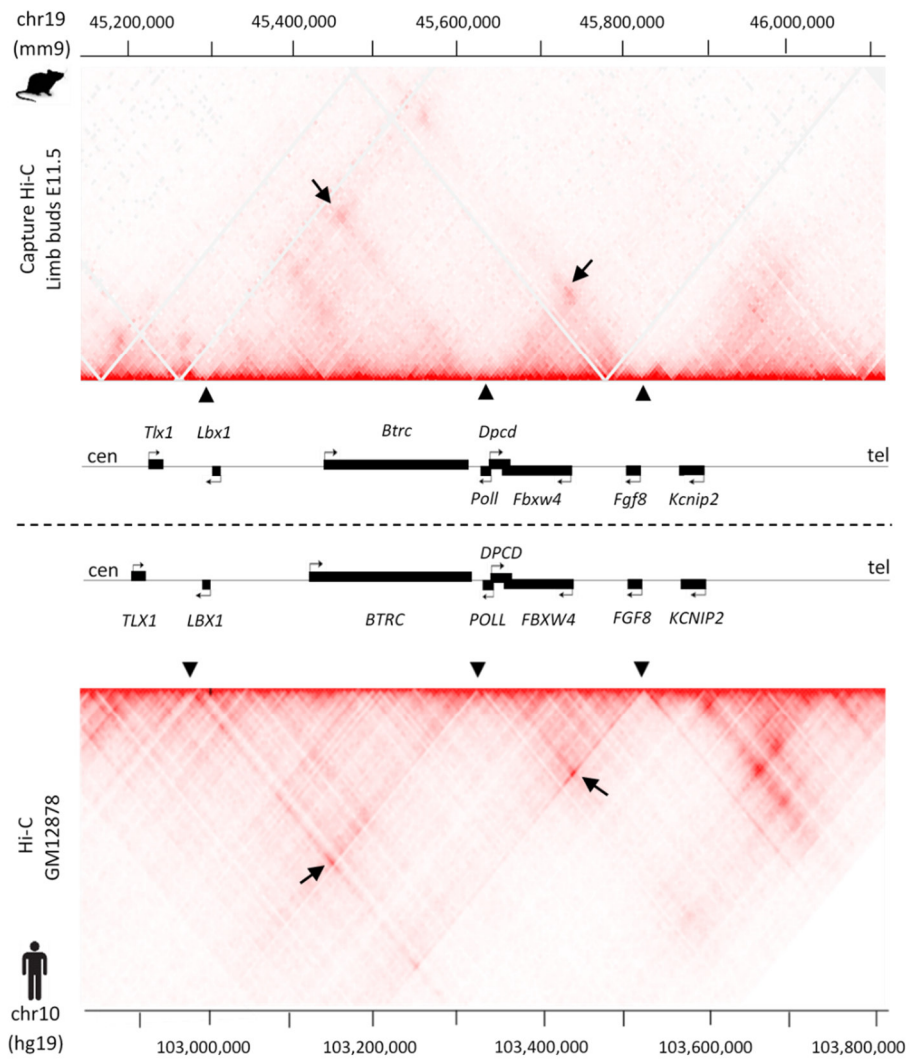 chr19 45,200,000 45,400,000 45,600,000 45,800,000 46,000,000
(mm9)
Capture Hi-C
Limb buds E11.5
Tlx1 Lbx1 Btrc Dpcd
cen tel
Poll Fbxw4 Fgf8 Kcnip2
DPCD
cen tel
TLX1 LBX1 BTRC POLL FBXW4 FGF8 KCNIP2
Hi-C
GM12878
chr10
(hg19) 103,000,000 103,200,000 103,400,000 103,600,000 103,800,000